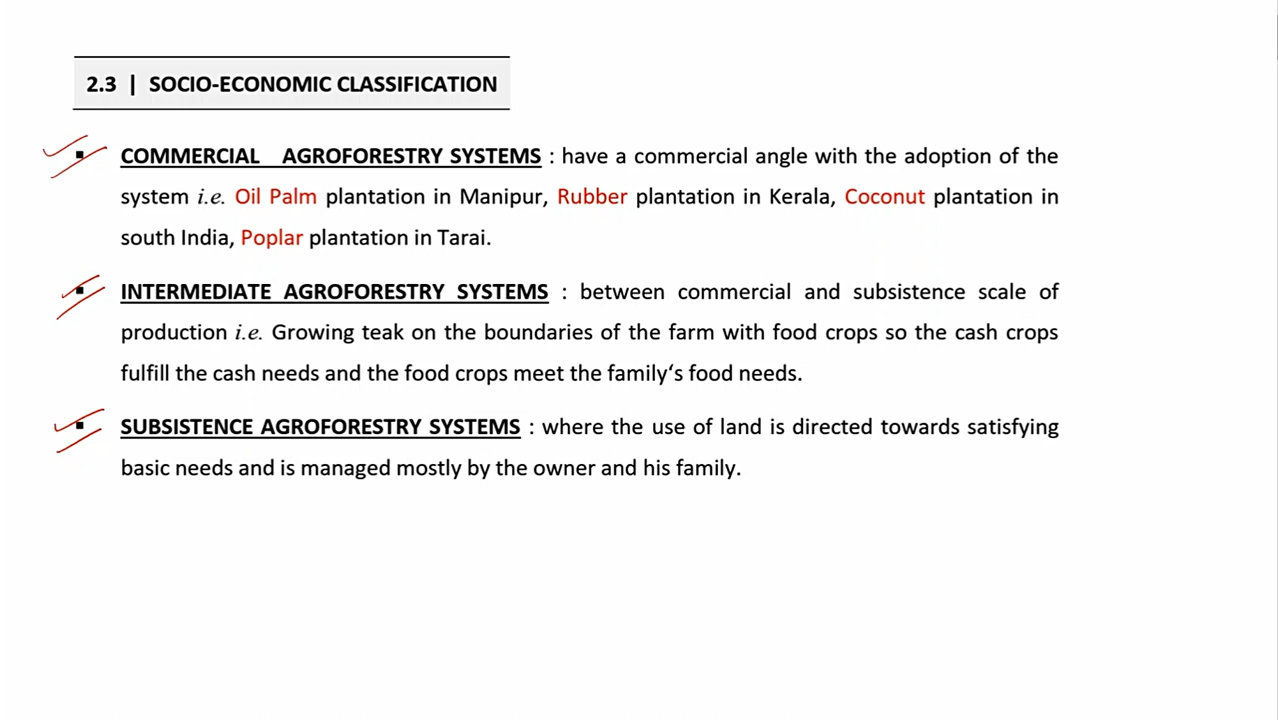 2.3 | SOCIO-ECONOMIC CLASSIFICATION
▪ COMMERCIAL AGROFORESTRY SYSTEMS : have a commercial angle with the adoption of the
system i.e. Oil Palm plantation in Manipur, Rubber plantation in Kerala, Coconut plantation in
south India, Poplar plantation in Tarai.
▪ INTERMEDIATE AGROFORESTRY SYSTEMS : between commercial and subsistence scale of
production i.e. Growing teak on the boundaries of the farm with food crops so the cash crops
fulfill the cash needs and the food crops meet the family‘s food needs.
▪ SUBSISTENCE AGROFORESTRY SYSTEMS : where the use of land is directed towards satisfying
basic needs and is managed mostly by the owner and his family.